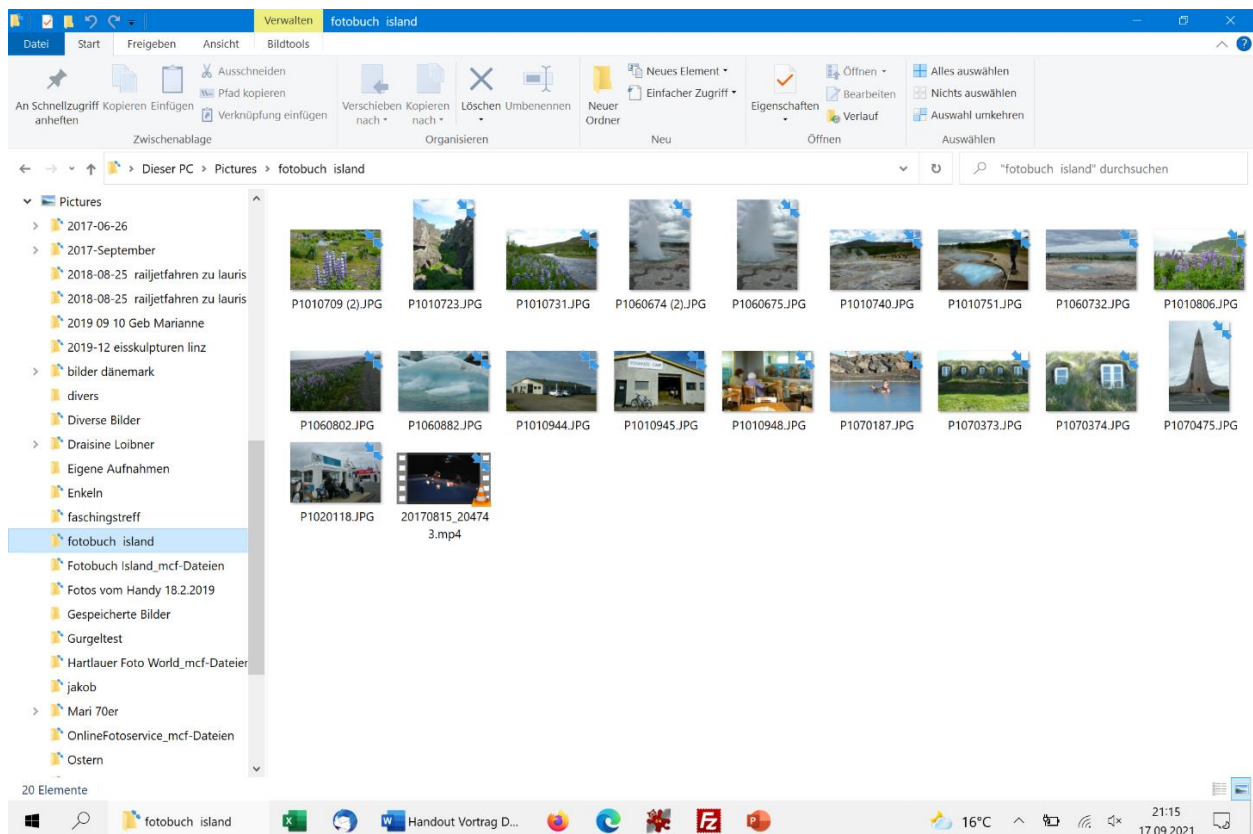 Verwalten fotobuch island
Datei Start Freigeben Ansicht Bildtools
An Schnellzugriff anheften
Kopieren Einfügen
Ausschneiden
Pfad kopieren
Verknüpfung einfügen
Zwischenablage
Verschieben nach
Kopieren nach
Löschen Umbenennen
Organisieren
Neuer Ordner
Neues Element
Einfacher Zugriff
Neu
Eigenschaften
Öffnen
Bearbeiten
Verlauf
Öffnen
Alles auswählen
Nichts auswählen
Auswahl umkehren
Auswählen
Dieser PC > Pictures > fotobuch island
"fotobuch island" durchsuchen
Pictures
2017-06-26
2017-September
2018-08-25 railjetfahren zu lauris
2018-08-25 railjetfahren zu lauris
2019 09 10 Geb Marianne
2019-12 eisskulpturen linz
bilder dänemark
divers
Diverse Bilder
Draisine Loibner
Eigene Aufnahmen
Enkeln
faschingstreff
fotobuch island
Fotobuch Island_mcf-Dateien
Fotos vom Handy 18.2.2019
Gespeicherte Bilder
Gurgeltest
Hartlauer Foto World_mcf-Dateier
jakob
Mari 70er
OnlineFotoservice_mcf-Dateien
Ostern
P1010709 (2).JPG P1010723.JPG P1010731.JPG P1060674 (2).JPG P1060675.JPG P1010740.JPG P1010751.JPG P1060732.JPG P1010806.JPG
P1060802.JPG P1060882.JPG P1010944.JPG P1010945.JPG P1010948.JPG P1070187.JPG P1070373.JPG P1070374.JPG P1070475.JPG
P1020118.JPG 20170815_20474
3.mp4
20 Elemente
fotobuch island
Handout Vortrag D...
16°C
21:15
17.09.2021